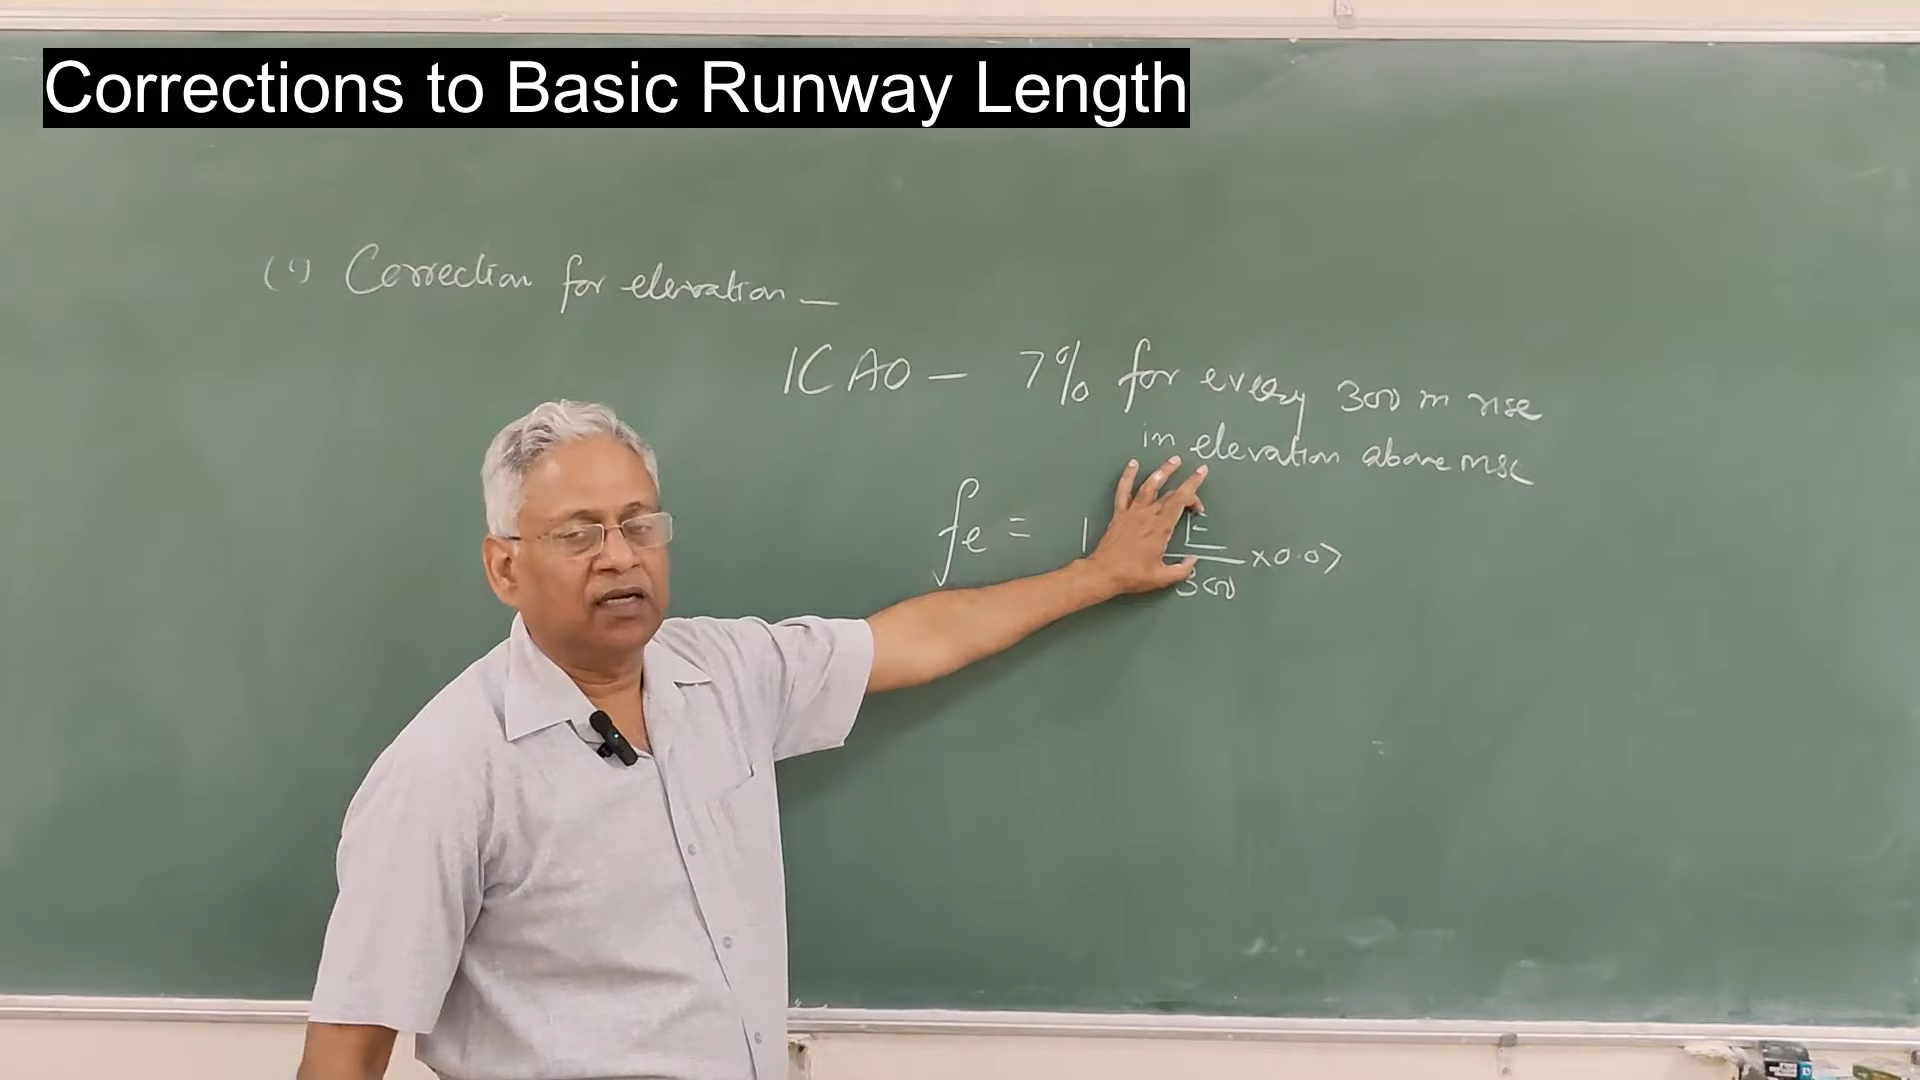 Corrections to Basic Runway Length
(i) Correction for elevation —
ICAO — 7% for every 300 m rise
in elevation above msl
fe = 1 E/300 × 0.07